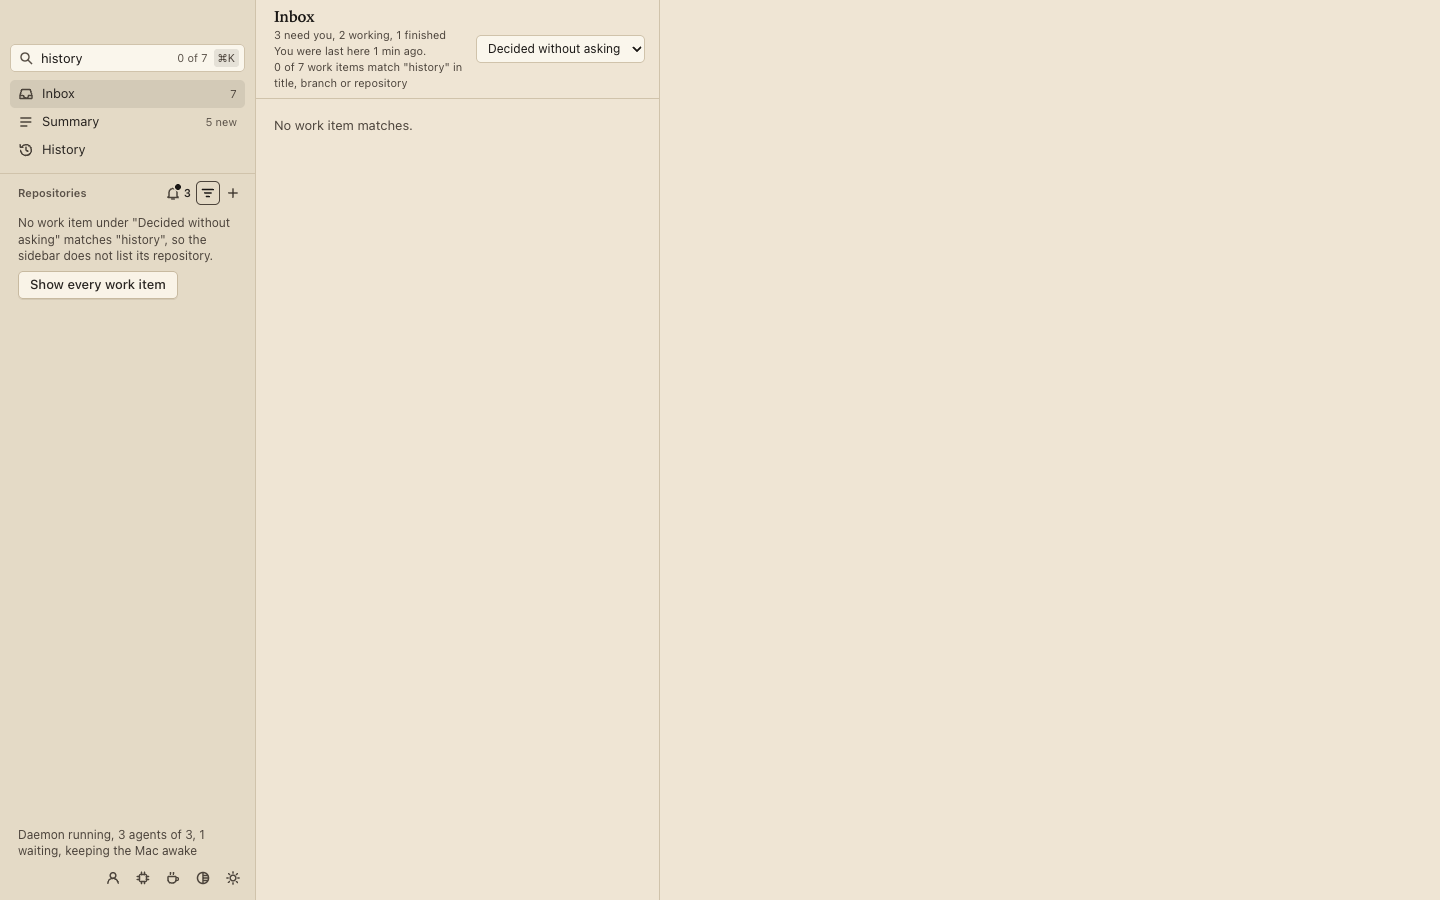 history 0 of 7 ⌘K
Inbox 7
Summary 5 new
History
Repositories 3
No work item under "Decided without
asking" matches "history", so the
sidebar does not list its repository.
Show every work item
Daemon running, 3 agents of 3, 1
waiting, keeping the Mac awake
Inbox
3 need you, 2 working, 1 finished
You were last here 1 min ago.
0 of 7 work items match "history" in
title, branch or repository
Decided without asking
No work item matches.